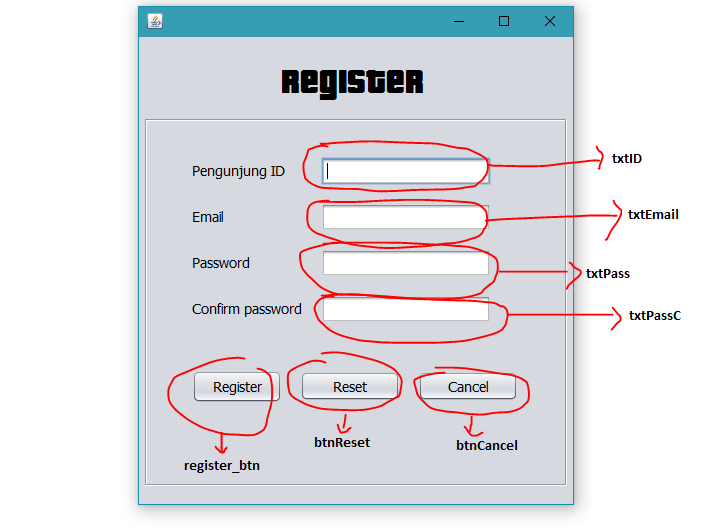 Register
Pengunjung ID
txtID
Email
txtEmail
Password
txtPass
Confirm password
txtPassC
Register
Reset
Cancel
btnReset
btnCancel
register_btn